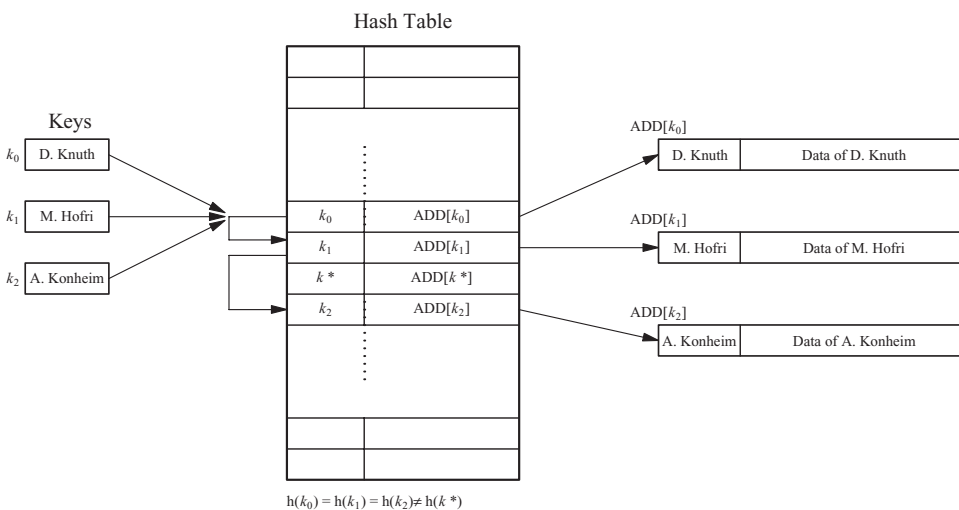 Hash Table
Keys
k₀ D. Knuth
k₁ M. Hofri
k₂ A. Konheim
k₀ ADD[k₀]
k₁ ADD[k₁]
k * ADD[k *]
k₂ ADD[k₂]
ADD[k₀]
D. Knuth Data of D. Knuth
ADD[k₁]
M. Hofri Data of M. Hofri
ADD[k₂]
A. Konheim Data of A. Konheim
h(k₀) = h(k₁) = h(k₂) ≠ h(k *)